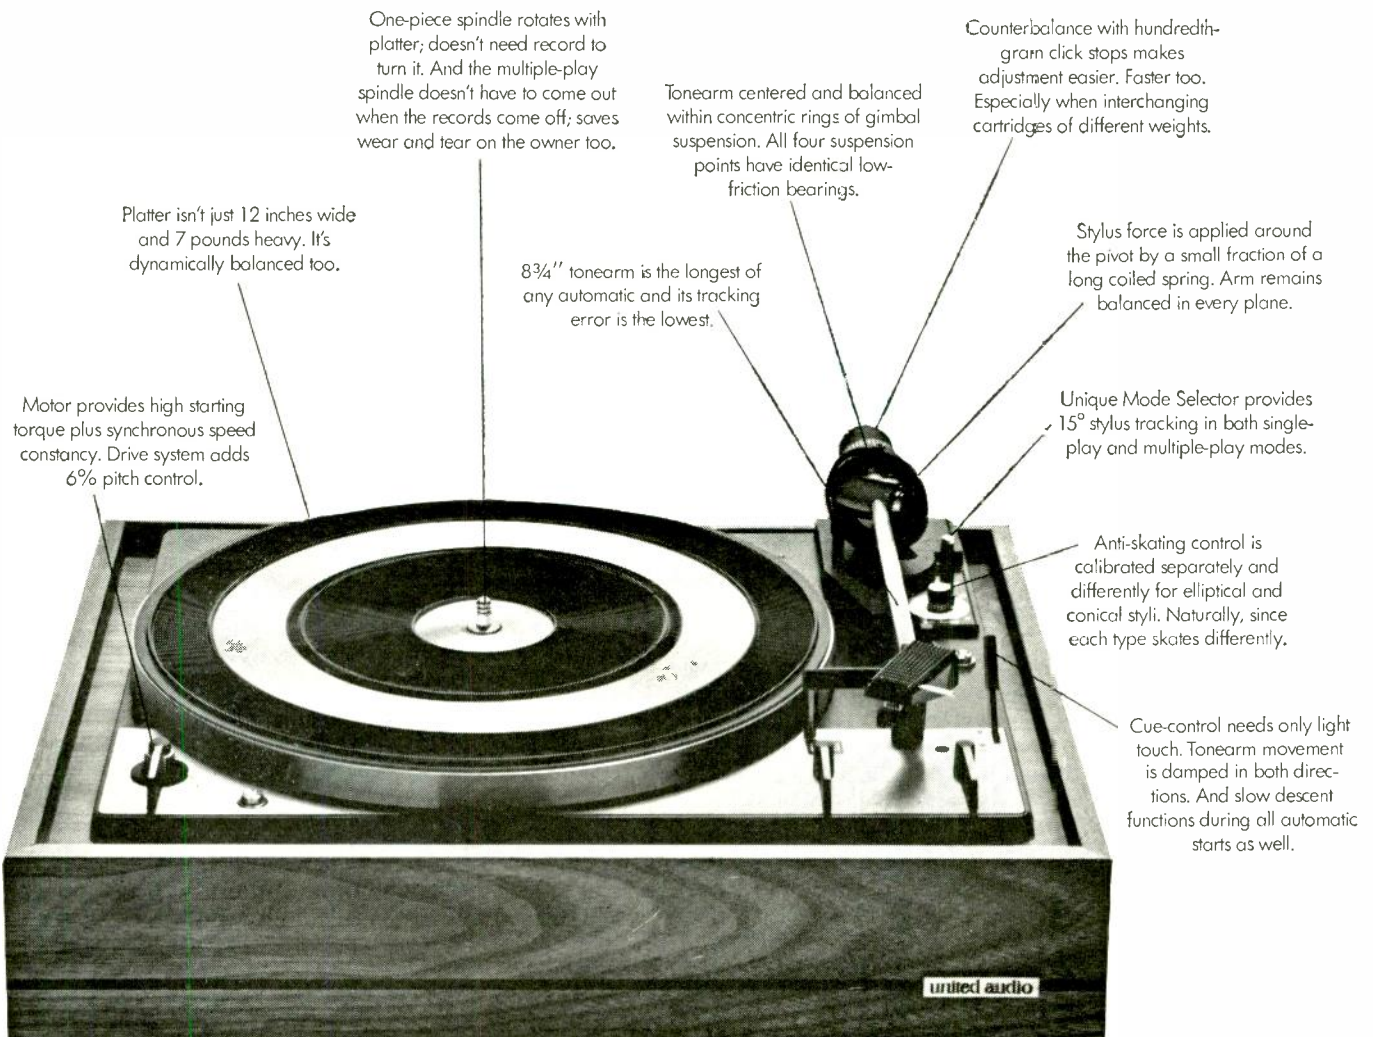 One-piece spindle rotates with
platter; doesn't need record to
turn it. And the multiple-play
spindle doesn't have to come out
when the records come off; saves
wear and tear on the owner too.
Counterbalance with hundredth-
gram click stops makes
adjustment easier. Faster too.
Especially when interchanging
cartridges of different weights.
Tonearm centered and balanced
within concentric rings of gimbal
suspension. All four suspension
points have identical low-
friction bearings.
Platter isn't just 12 inches wide
and 7 pounds heavy. It's
dynamically balanced too.
8¾" tonearm is the longest of
any automatic and its tracking
error is the lowest.
Stylus force is applied around
the pivot by a small fraction of a
long coiled spring. Arm remains
balanced in every plane.
Motor provides high starting
torque plus synchronous speed
constancy. Drive system adds
6% pitch control.
Unique Mode Selector provides
15° stylus tracking in both single-
play and multiple-play modes.
Anti-skating control is
calibrated separately and
differently for elliptical and
conical styli. Naturally, since
each type skates differently.
Cue-control needs only light
touch. Tonearm movement
is damped in both direc-
tions. And slow descent
functions during all automatic
starts as well.
united audio